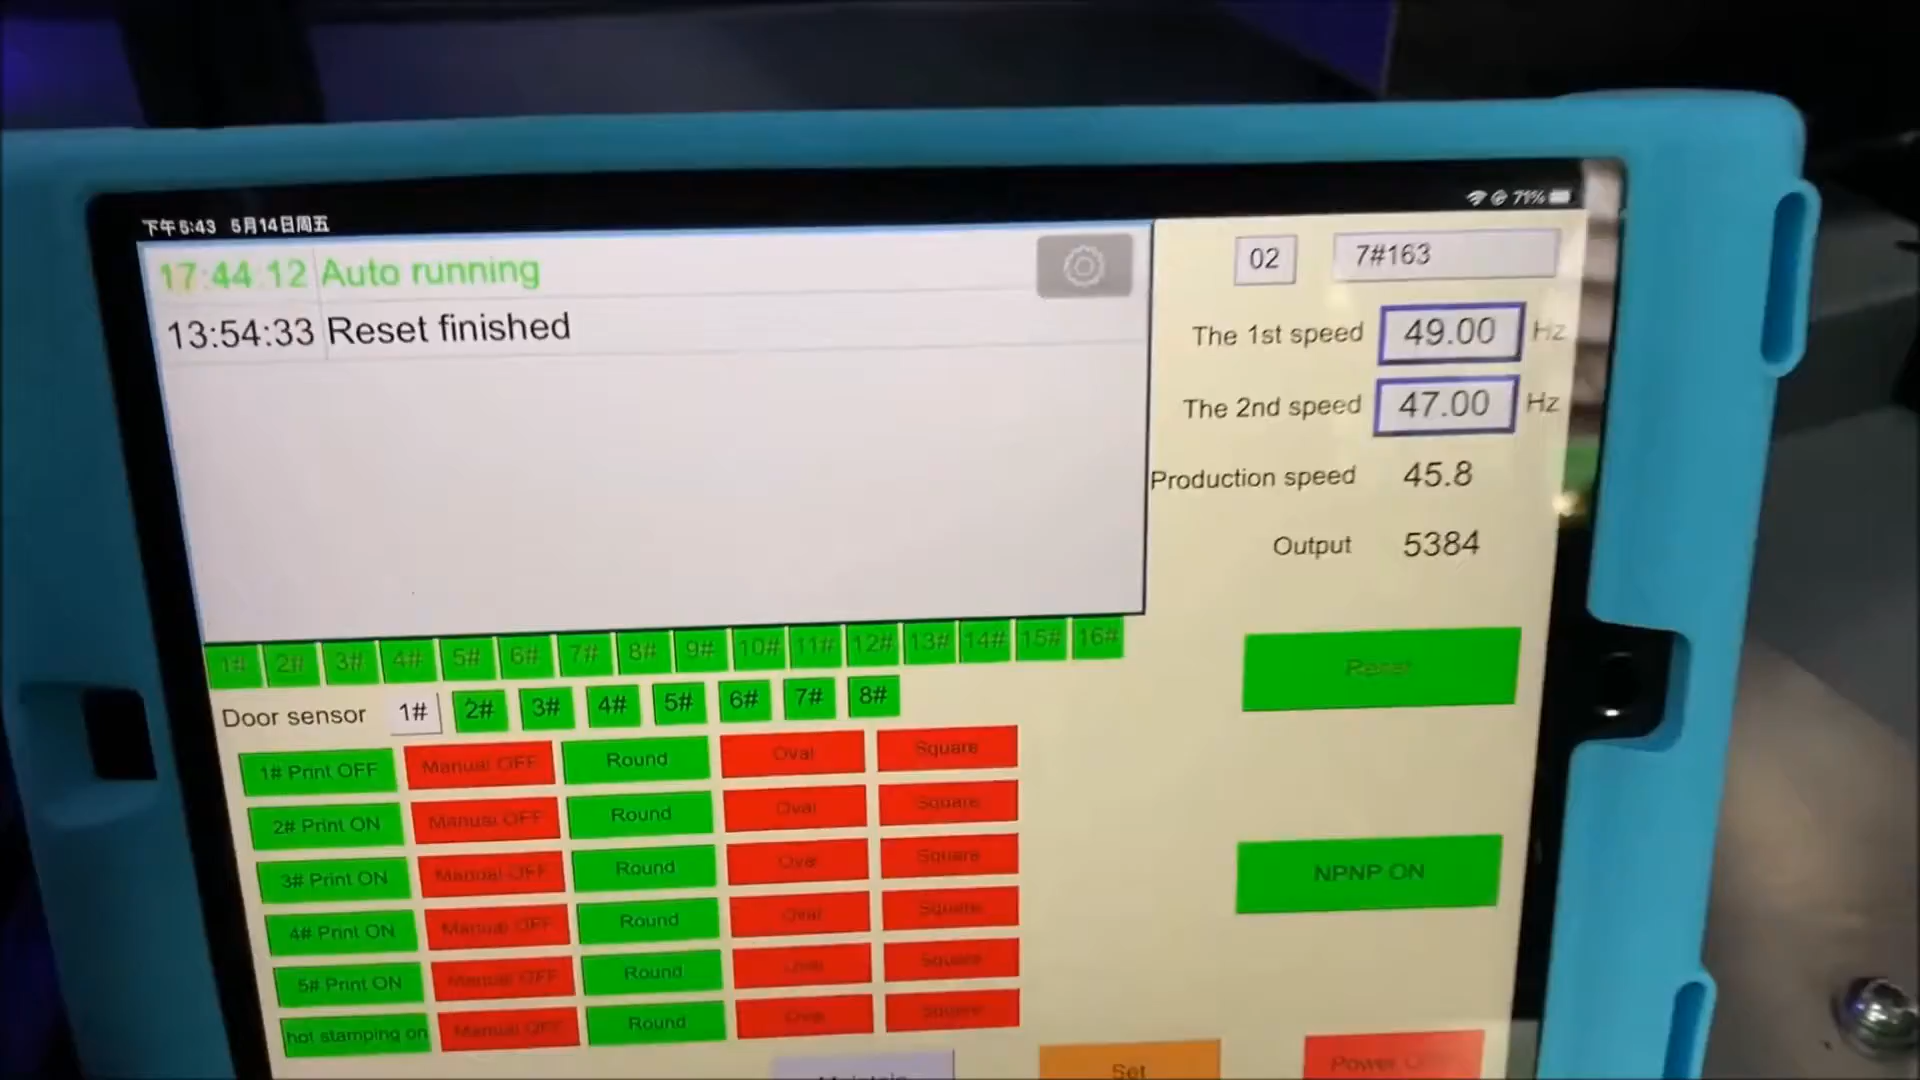 下午5:43 5月14日周五
71%
17:44:12 Auto running
13:54:33 Reset finished
02 7#163
The 1st speed 49.00 Hz
The 2nd speed 47.00 Hz
Production speed 45.8
Output 5384
1# 2# 3# 4# 5# 6# 7# 8# 9# 10# 11# 12# 13# 14# 15# 16#
Door sensor 1# 2# 3# 4# 5# 6# 7# 8#
Reset
1# Print OFF Manual OFF Round Oval Square
2# Print ON Manual OFF Round Oval Square
3# Print ON Manual OFF Round Oval Square
NPNP ON
4# Print ON Manual OFF Round Oval Square
5# Print ON Manual OFF Round Oval Square
hot stamping on Manual OFF Round Oval Square
Set
Power